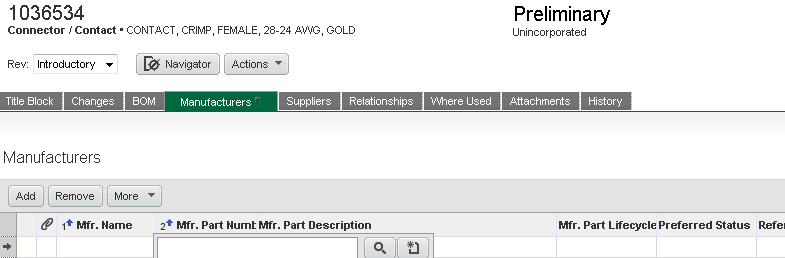 1036534
Preliminary
Connector / Contact • CONTACT, CRIMP, FEMALE, 28-24 AWG, GOLD
Unincorporated
Rev: Introductory
Navigator
Actions
Title Block
Changes
BOM
Manufacturers
Suppliers
Relationships
Where Used
Attachments
History
Manufacturers
Add
Remove
More
1 Mfr. Name
2 Mfr. Part Numb
Mfr. Part Description
Mfr. Part Lifecycle
Preferred Status
Refer